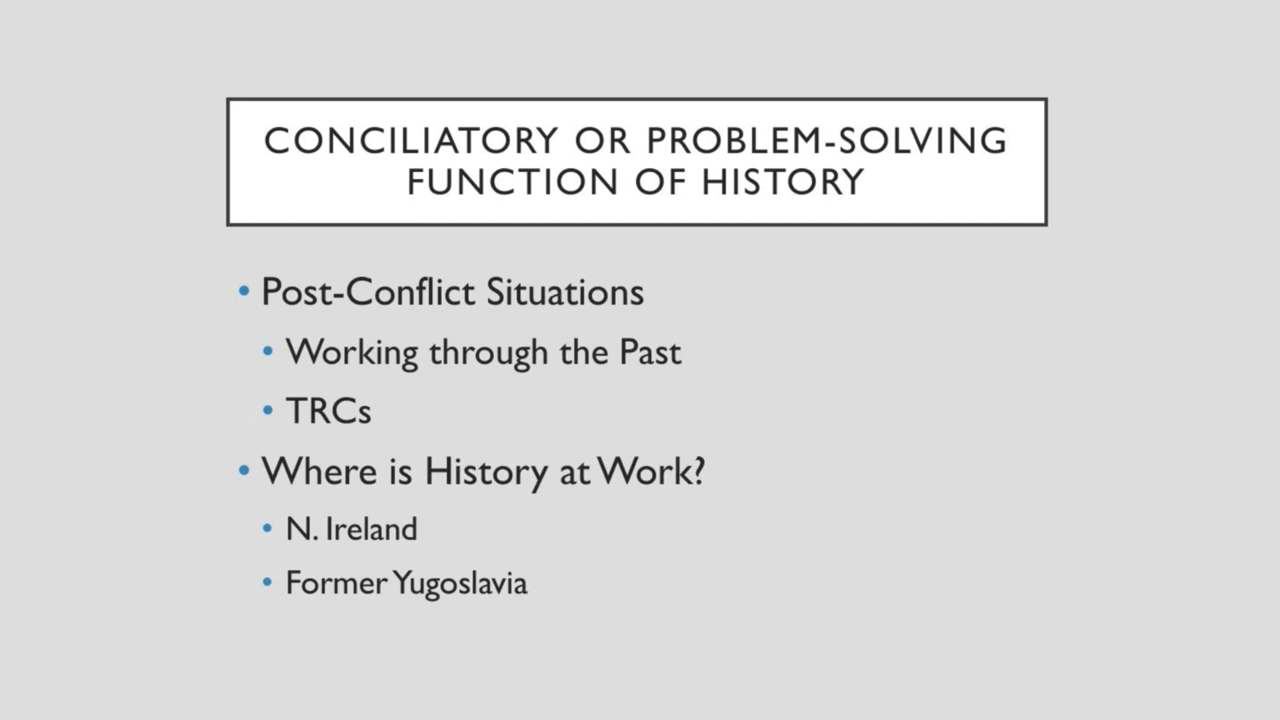 CONCILIATORY OR PROBLEM-SOLVING
FUNCTION OF HISTORY
• Post-Conflict Situations
• Working through the Past
• TRCs
• Where is History at Work?
• N. Ireland
• Former Yugoslavia